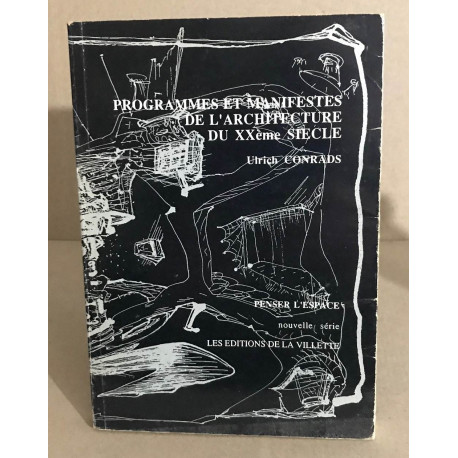 PROGRAMMES ET MANIFESTES
DE L'ARCHITECTURE
DU XXème SIECLE
Ulrich CONRADS
PENSER L'ESPACE
nouvelle série
LES EDITIONS DE LA VILLETTE